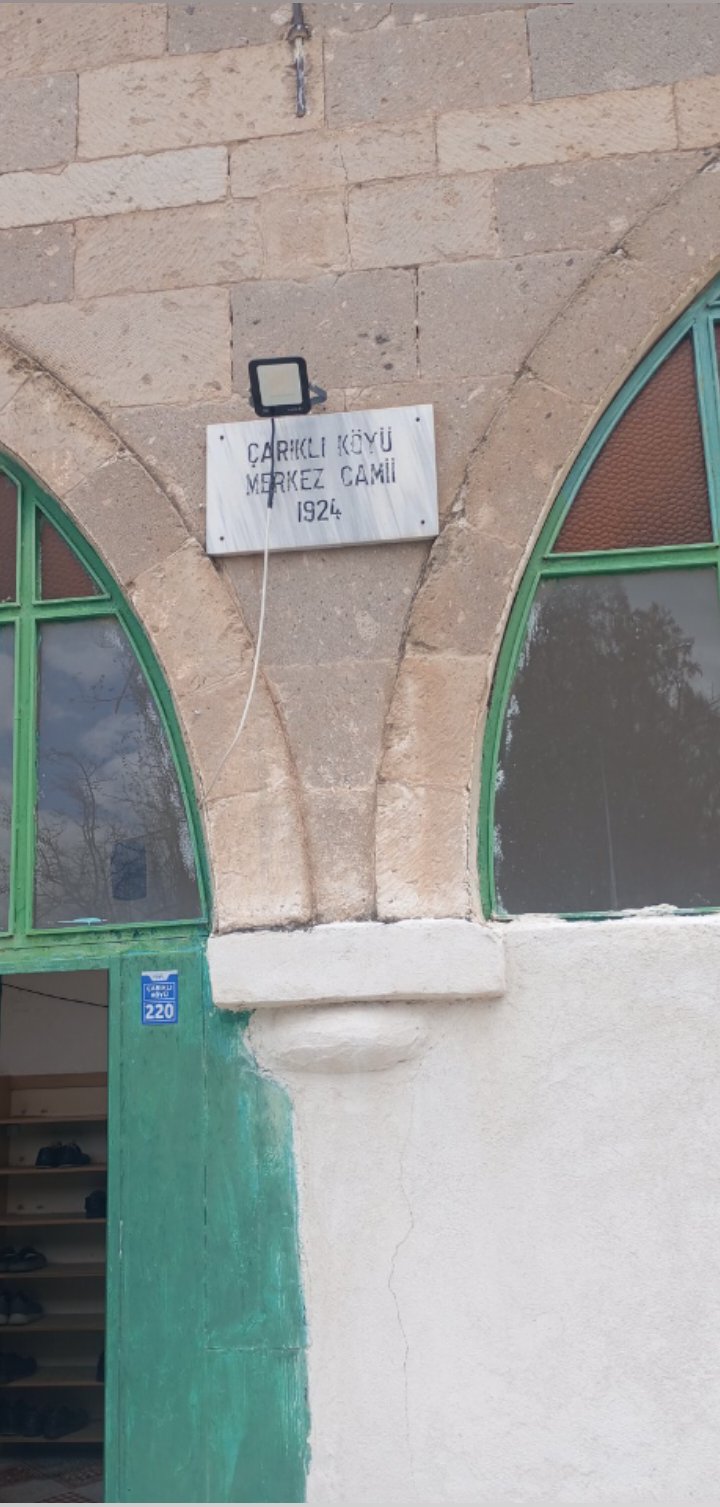 ÇARIKLI KÖYÜ
MERKEZ CAMİİ
1924
ÇARIKLI
KÖYÜ
220